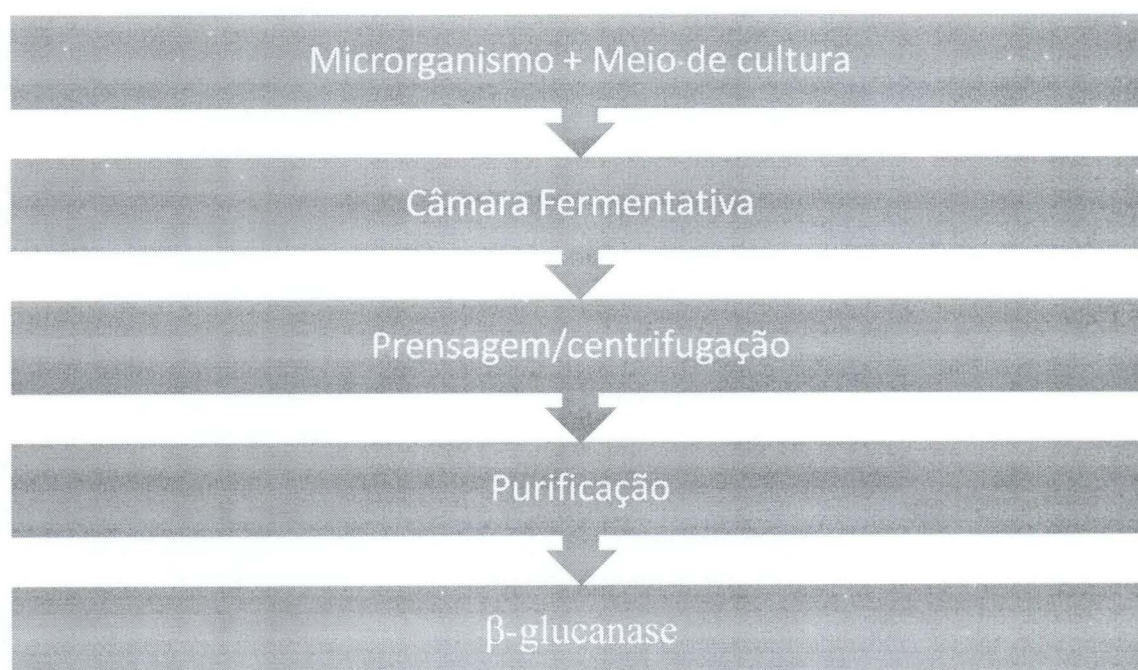 Microrganismo + Meio de cultura
Câmara Fermentativa
Prensagem/centrifugação
Purificação
β-glucanase